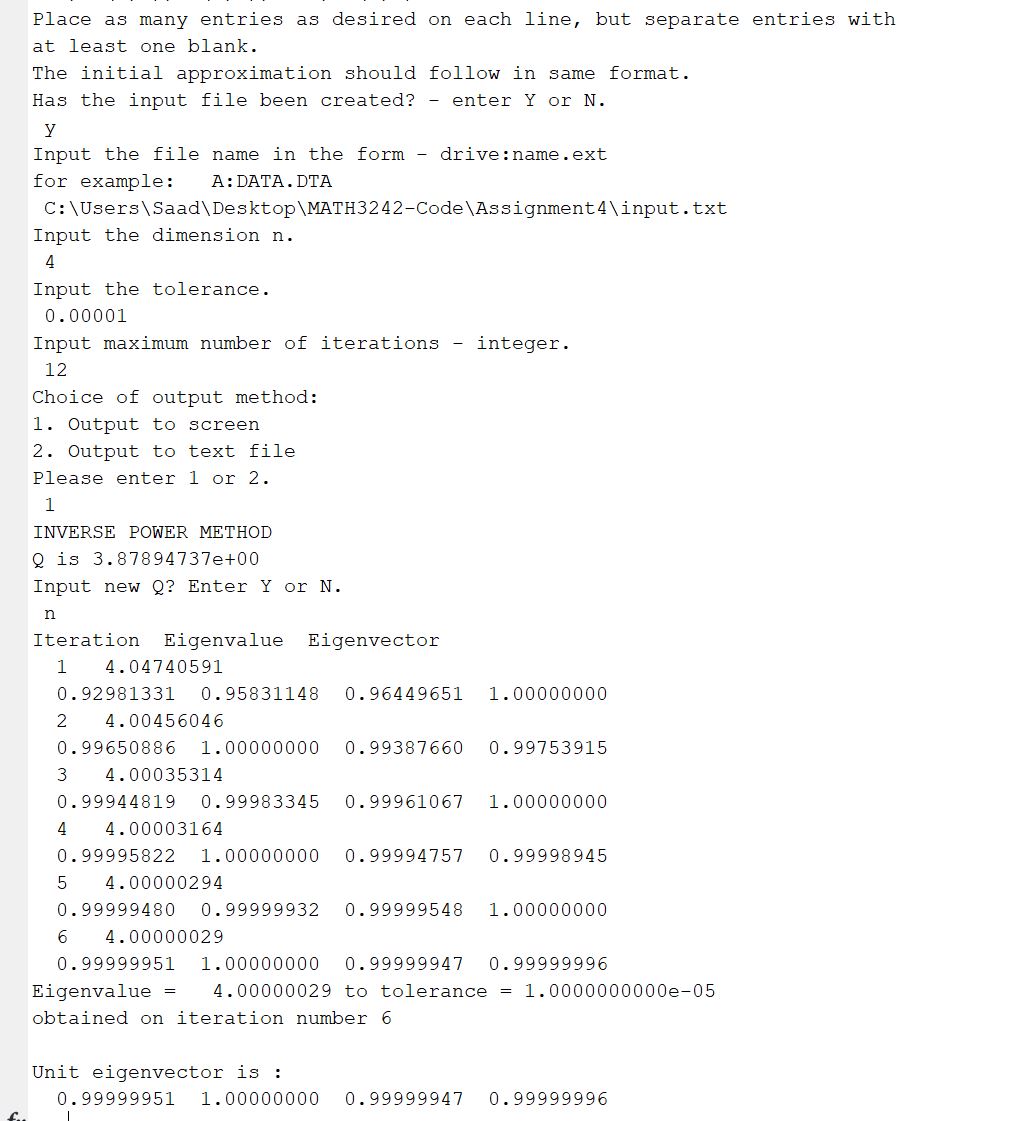 Place as many entries as desired on each line, but separate entries with
at least one blank.
The initial approximation should follow in same format.
Has the input file been created? - enter Y or N.
y
Input the file name in the form - drive:name.ext
for example:   A:DATA.DTA
C:\Users\Saad\Desktop\MATH3242-Code\Assignment4\input.txt
Input the dimension n.
4
Input the tolerance.
0.00001
Input maximum number of iterations - integer.
12
Choice of output method:
1. Output to screen
2. Output to text file
Please enter 1 or 2.
1
INVERSE POWER METHOD
Q is 3.87894737e+00
Input new Q? Enter Y or N.
n
Iteration  Eigenvalue  Eigenvector
1   4.04740591
0.92981331  0.95831148  0.96449651  1.00000000
2   4.00456046
0.99650886  1.00000000  0.99387660  0.99753915
3   4.00035314
0.99944819  0.99983345  0.99961067  1.00000000
4   4.00003164
0.99995822  1.00000000  0.99994757  0.99998945
5   4.00000294
0.99999480  0.99999932  0.99999548  1.00000000
6   4.00000029
0.99999951  1.00000000  0.99999947  0.99999996
Eigenvalue =   4.00000029 to tolerance = 1.0000000000e-05
obtained on iteration number 6
Unit eigenvector is :
0.99999951  1.00000000  0.99999947  0.99999996